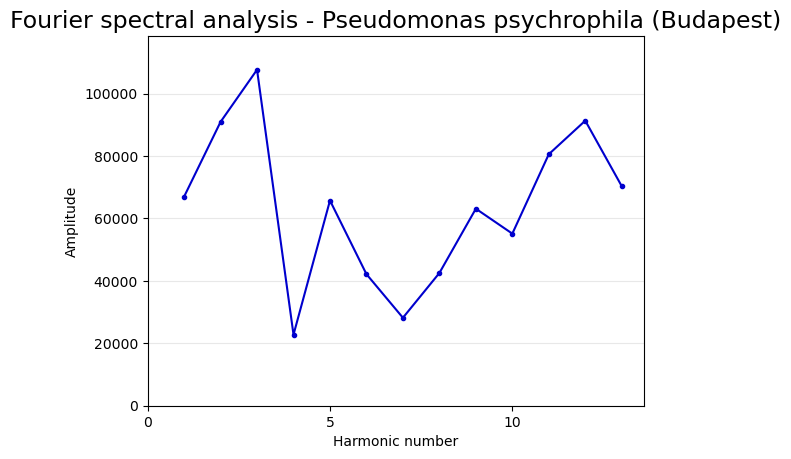 Fourier spectral analysis - Pseudomonas psychrophila (Budapest)
100000
80000
60000
40000
20000
0
Amplitude
0 5 10
Harmonic number